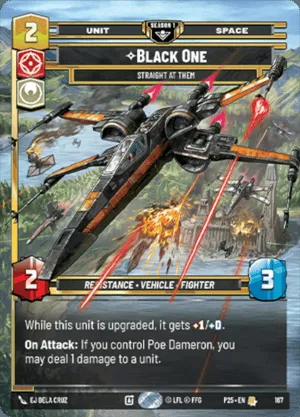 2
UNIT
SEASON 1
SPACE
✧BLACK ONE
STRAIGHT AT THEM
2
RESISTANCE • VEHICLE • FIGHTER
3
While this unit is upgraded, it gets +1/+0.
On Attack: If you control Poe Dameron, you
may deal 1 damage to a unit.
EJ DELA CRUZ
© LFL © FFG
P25 • EN
167